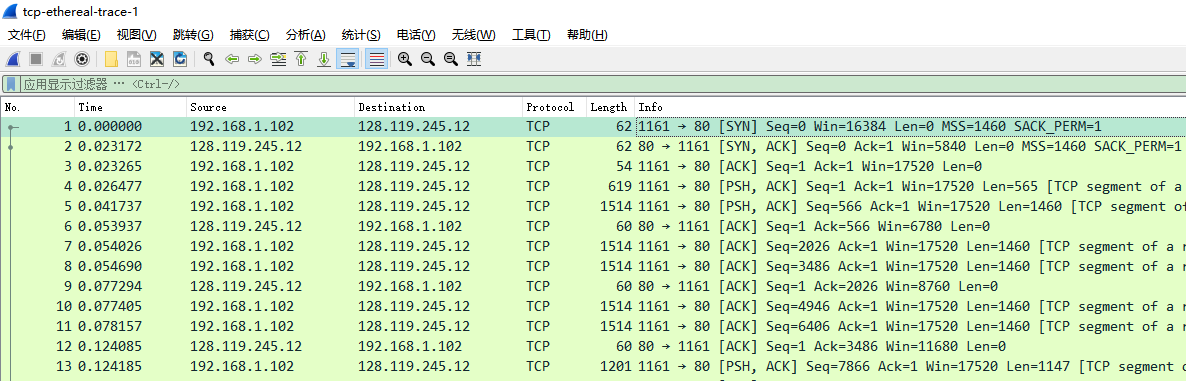 tcp-ethereal-trace-1
文件(F) 编辑(E) 视图(V) 跳转(G) 捕获(C) 分析(A) 统计(S) 电话(Y) 无线(W) 工具(T) 帮助(H)
应用显示过滤器 … <Ctrl-/>
No. Time Source Destination Protocol Length Info
1 0.000000 192.168.1.102 128.119.245.12 TCP 62 1161 → 80 [SYN] Seq=0 Win=16384 Len=0 MSS=1460 SACK_PERM=1
2 0.023172 128.119.245.12 192.168.1.102 TCP 62 80 → 1161 [SYN, ACK] Seq=0 Ack=1 Win=5840 Len=0 MSS=1460 SACK_PERM=1
3 0.023265 192.168.1.102 128.119.245.12 TCP 54 1161 → 80 [ACK] Seq=1 Ack=1 Win=17520 Len=0
4 0.026477 192.168.1.102 128.119.245.12 TCP 619 1161 → 80 [PSH, ACK] Seq=1 Ack=1 Win=17520 Len=565 [TCP segment of a
5 0.041737 192.168.1.102 128.119.245.12 TCP 1514 1161 → 80 [PSH, ACK] Seq=566 Ack=1 Win=17520 Len=1460 [TCP segment of
6 0.053937 128.119.245.12 192.168.1.102 TCP 60 80 → 1161 [ACK] Seq=1 Ack=566 Win=6780 Len=0
7 0.054026 192.168.1.102 128.119.245.12 TCP 1514 1161 → 80 [ACK] Seq=2026 Ack=1 Win=17520 Len=1460 [TCP segment of a r
8 0.054690 192.168.1.102 128.119.245.12 TCP 1514 1161 → 80 [ACK] Seq=3486 Ack=1 Win=17520 Len=1460 [TCP segment of a r
9 0.077294 128.119.245.12 192.168.1.102 TCP 60 80 → 1161 [ACK] Seq=1 Ack=2026 Win=8760 Len=0
10 0.077405 192.168.1.102 128.119.245.12 TCP 1514 1161 → 80 [ACK] Seq=4946 Ack=1 Win=17520 Len=1460 [TCP segment of a r
11 0.078157 192.168.1.102 128.119.245.12 TCP 1514 1161 → 80 [ACK] Seq=6406 Ack=1 Win=17520 Len=1460 [TCP segment of a r
12 0.124085 128.119.245.12 192.168.1.102 TCP 60 80 → 1161 [ACK] Seq=1 Ack=3486 Win=11680 Len=0
13 0.124185 192.168.1.102 128.119.245.12 TCP 1201 1161 → 80 [PSH, ACK] Seq=7866 Ack=1 Win=17520 Len=1147 [TCP segment o